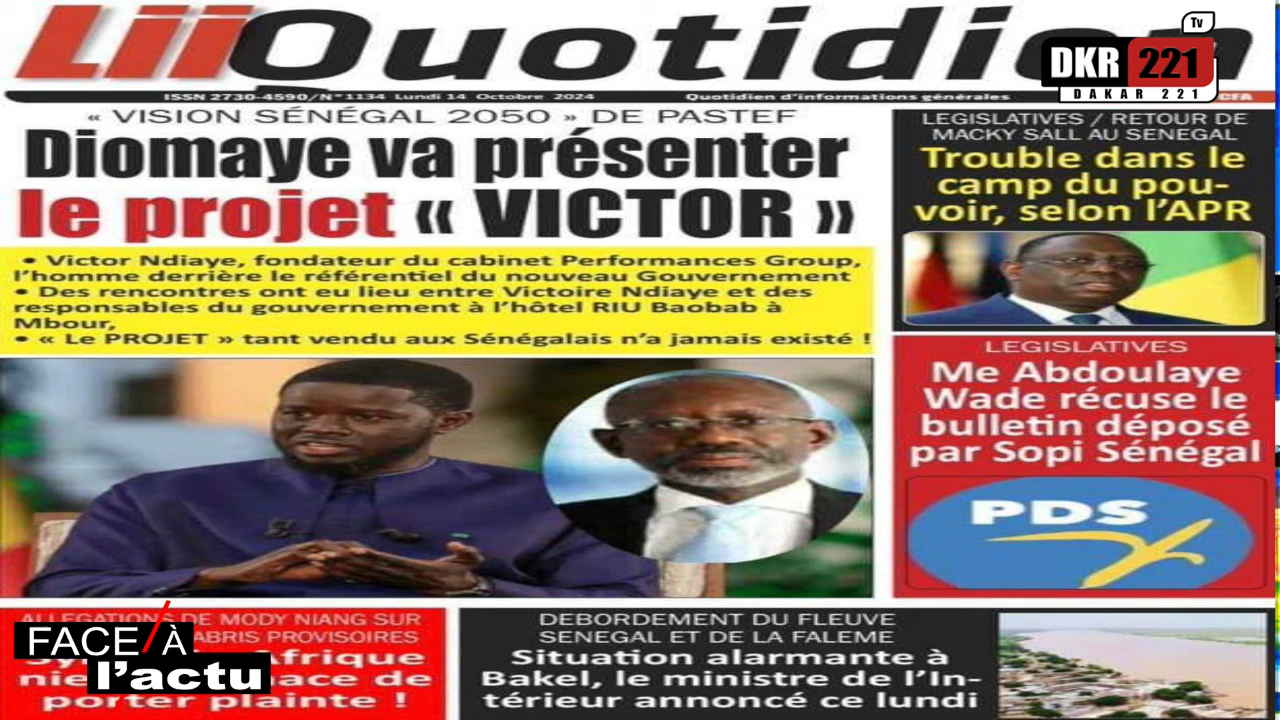 Lii Quotidien
Tv
DKR 221
DAKAR 221
ISSN 2730-4590/N°1134 Lundi 14 Octobre 2024
Quotidien d'informations générales
FCFA
« VISION SÉNÉGAL 2050 » DE PASTEF
Diomaye va présenter
le projet « VICTOR »
• Victor Ndiaye, fondateur du cabinet Performances Group,
l'homme derrière le référentiel du nouveau Gouvernement
• Des rencontres ont eu lieu entre Victoire Ndiaye et des
responsables du gouvernement à l'hôtel RIU Baobab à
Mbour,
• « Le PROJET » tant vendu aux Sénégalais n'a jamais existé !
LEGISLATIVES / RETOUR DE
MACKY SALL AU SENEGAL
Trouble dans le
camp du pou-
voir, selon l'APR
LEGISLATIVES
Me Abdoulaye
Wade récuse le
bulletin déposé
par Sopi Sénégal
PDS
ALLEGATIONS DE MODY NIANG SUR
ABRIS PROVISOIRES
Afrique
nie
de
porter plainte !
FACE/À
l'actu
DEBORDEMENT DU FLEUVE
SENEGAL ET DE LA FALEME
Situation alarmante à
Bakel, le ministre de l'In-
térieur annoncé ce lundi